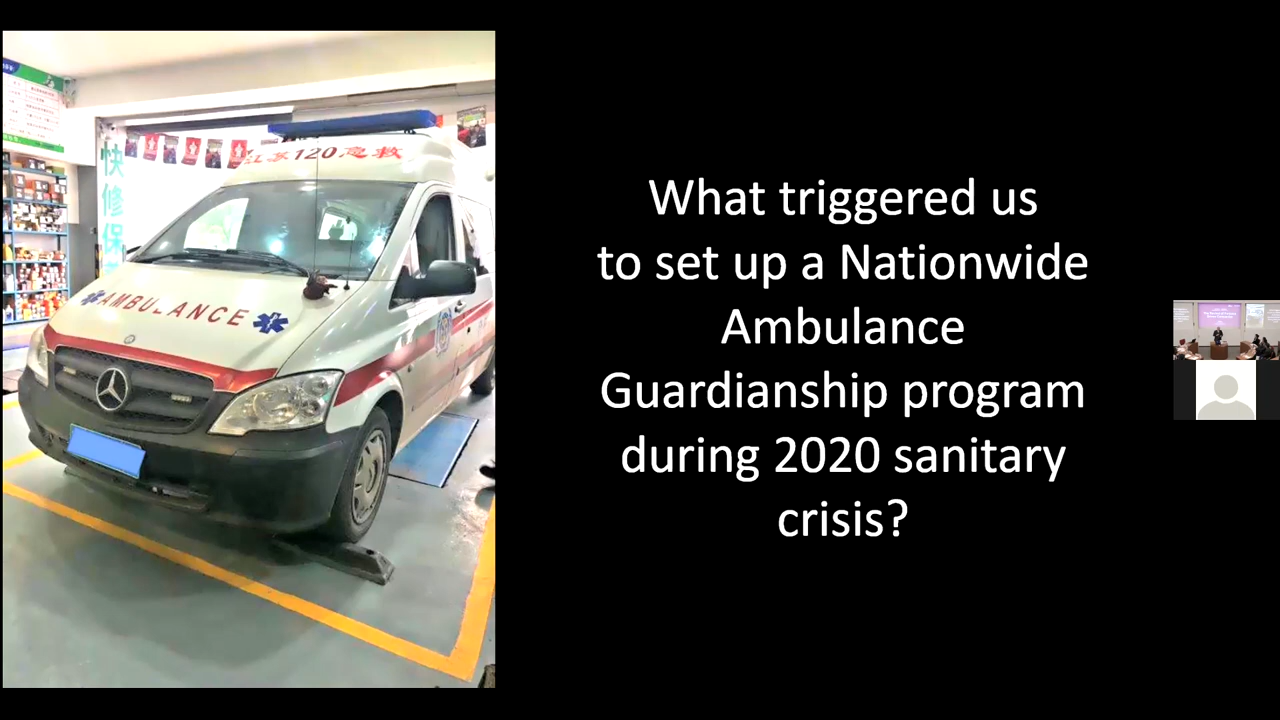 120急救
快
修
保
AMBULANCE
What triggered us
to set up a Nationwide
Ambulance
Guardianship program
during 2020 sanitary
crisis?